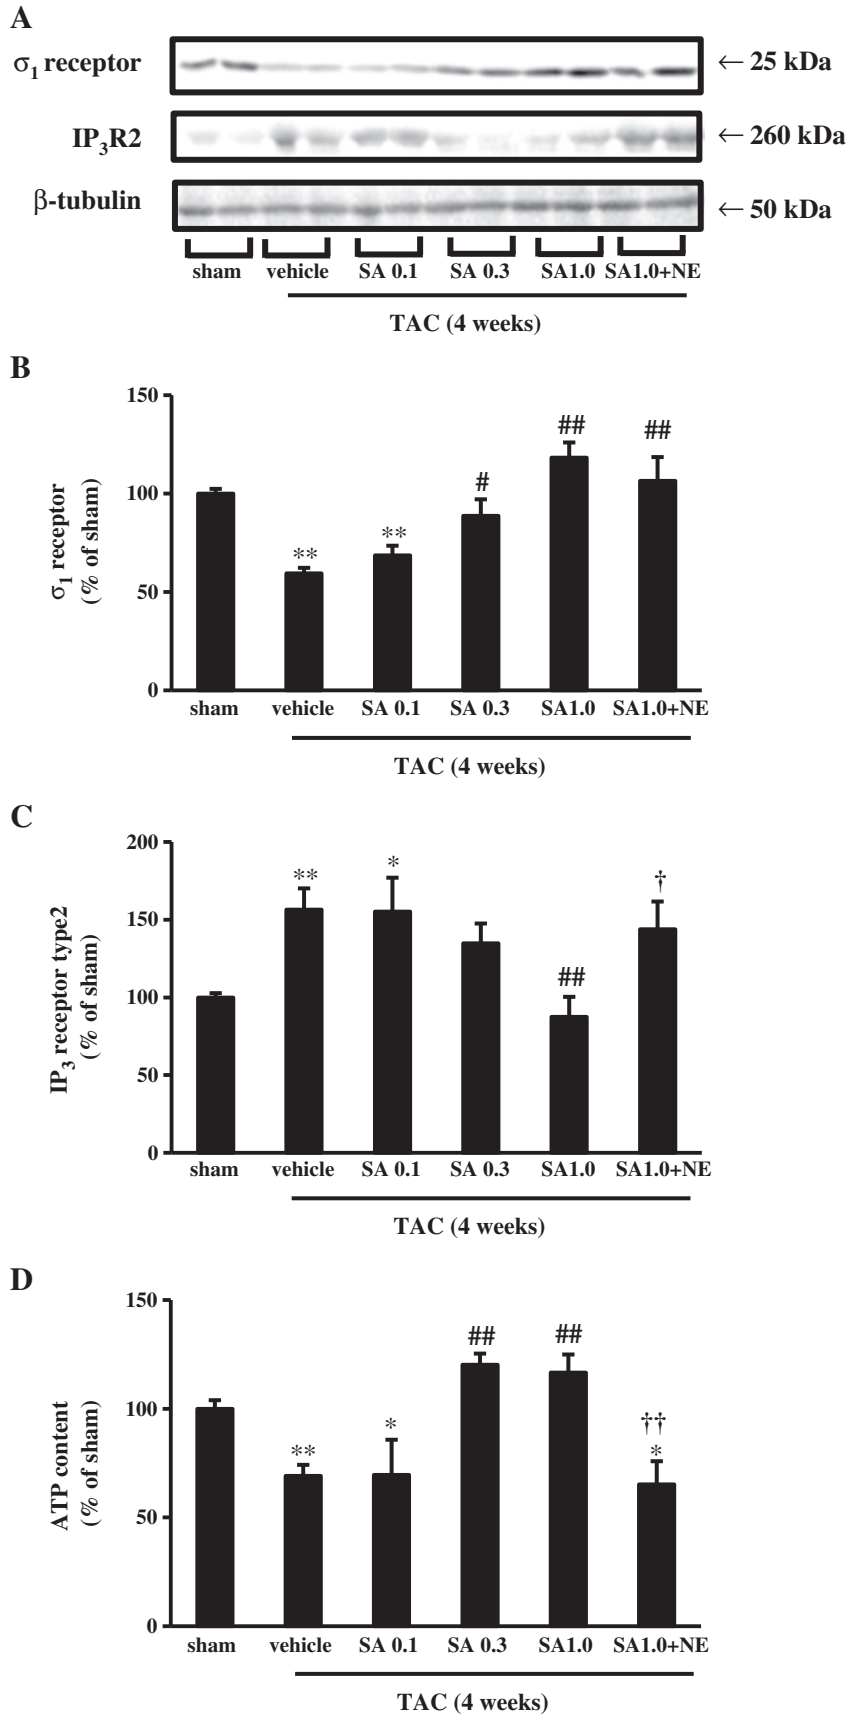 A
σ1 receptor
← 25 kDa
IP3R2
← 260 kDa
β-tubulin
← 50 kDa
sham vehicle SA 0.1 SA 0.3 SA1.0 SA1.0+NE
TAC (4 weeks)
B
σ1 receptor
(% of sham)
150
100
50
0
** ** # ## ##
sham vehicle SA 0.1 SA 0.3 SA1.0 SA1.0+NE
TAC (4 weeks)
C
IP3 receptor type2
(% of sham)
200
150
100
50
0
** * ## †
sham vehicle SA 0.1 SA 0.3 SA1.0 SA1.0+NE
TAC (4 weeks)
D
ATP content
(% of sham)
150
100
50
0
** * ## ## ††
*
sham vehicle SA 0.1 SA 0.3 SA1.0 SA1.0+NE
TAC (4 weeks)